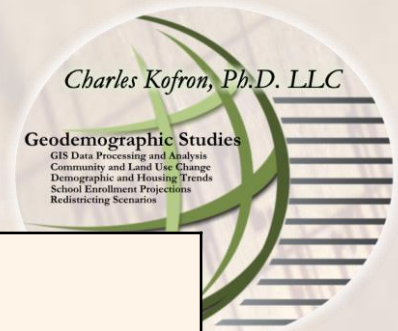 Charles Kofron, Ph.D. LLC
Geodemographic Studies
GIS Data Processing and Analysis
Community and Land Use Change
Demographic and Housing Trends
School Enrollment Projections
Redistricting Scenarios